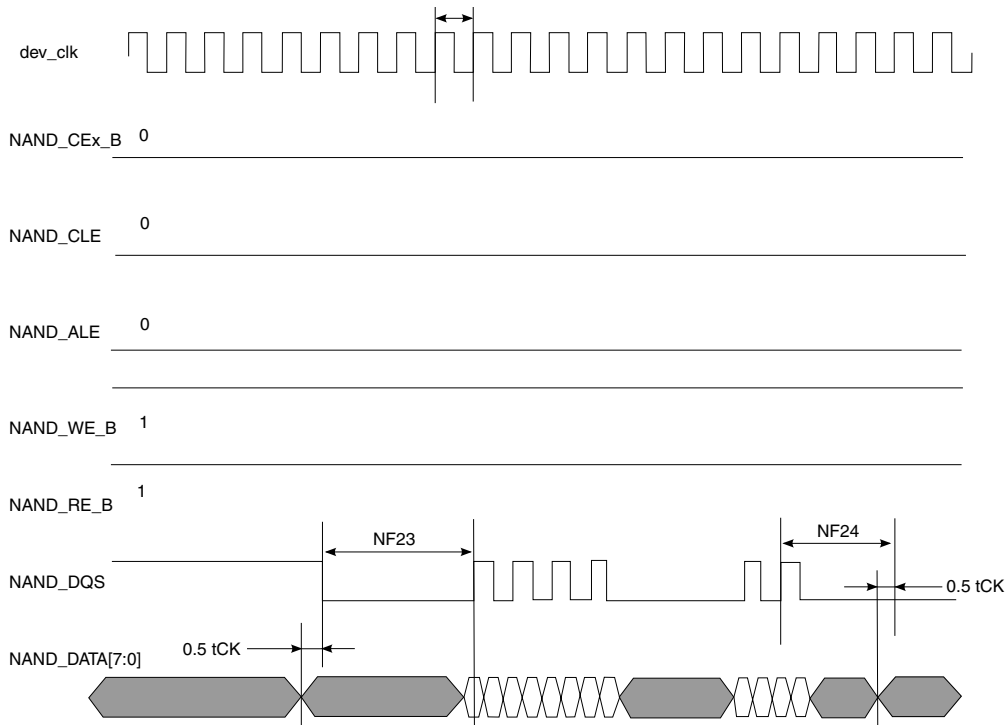 dev_clk
NAND_CEx_B 0
NAND_CLE 0
NAND_ALE 0
NAND_WE_B 1
NAND_RE_B 1
NF23
NF24
NAND_DQS
0.5 tCK
0.5 tCK
NAND_DATA[7:0]